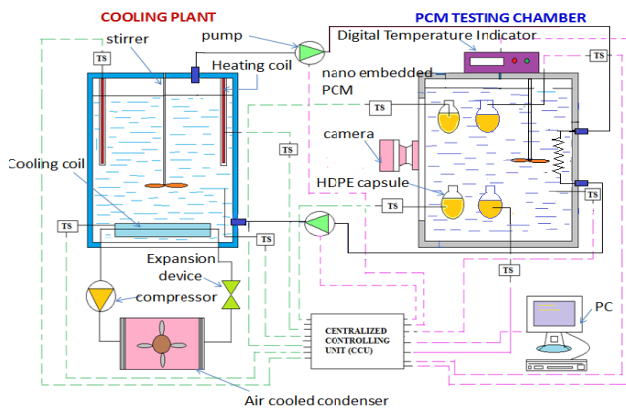 COOLING PLANT
PCM TESTING CHAMBER
pump
Digital Temperature Indicator
stirrer
TS
Heating coil
TS
nano embedded
PCM
TS
camera
TS
Cooling coil
HDPE capsule
TS
TS
TS
TS
TS
TS
Expansion
device
compressor
CENTRALIZED
CONTROLLING
UNIT (CCU)
PC
Air cooled condenser